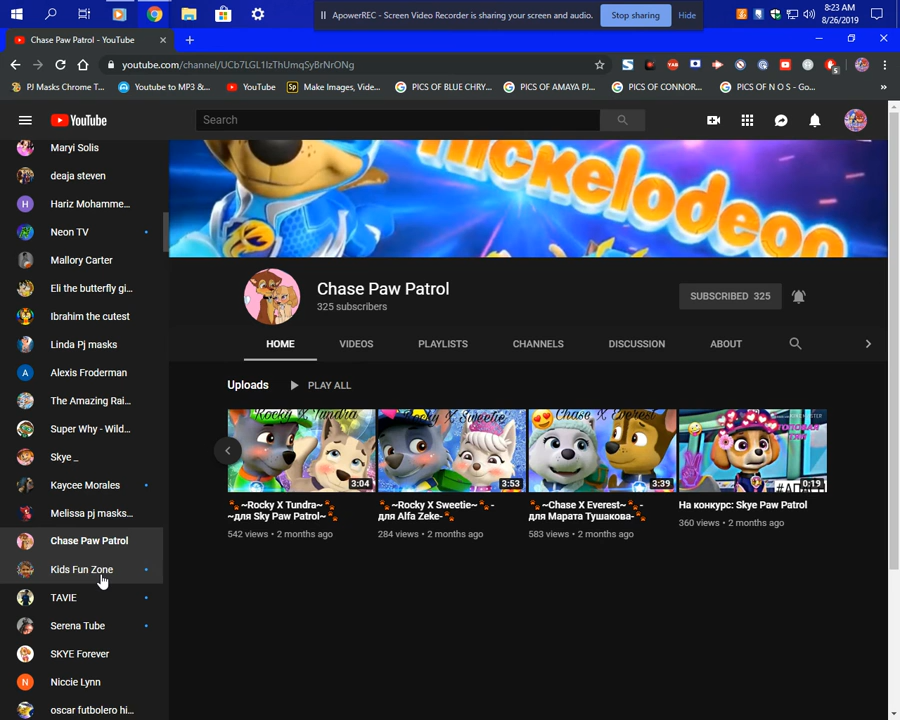 ApowerREC - Screen Video Recorder is sharing your screen and audio.
Stop sharing
Hide
8:23 AM
8/26/2019
Chase Paw Patrol - YouTube
youtube.com/channel/UCb7LGL1IzThUmqSyBrNrONg
PJ Masks Chrome T...
Youtube to MP3 &...
YouTube
Make Images, Vide...
PICS OF BLUE CHRY...
PICS OF AMAYA PJ...
PICS OF CONNOR...
PICS OF N O S - Go...
YouTube
Search
Maryi Solis
deaja steven
Hariz Mohamme...
Neon TV
Mallory Carter
Eli the butterfly gi...
Ibrahim the cutest
Linda Pj masks
Alexis Froderman
The Amazing Rai...
Super Why - Wild...
Skye _
Kaycee Morales
Melissa pj masks...
Chase Paw Patrol
Kids Fun Zone
TAVIE
Serena Tube
SKYE Forever
Niccie Lynn
oscar futbolero hi...
nickelodeon
Chase Paw Patrol
325 subscribers
SUBSCRIBED 325
HOME
VIDEOS
PLAYLISTS
CHANNELS
DISCUSSION
ABOUT
Uploads
PLAY ALL
Rocky X Tundra
3:04
Rocky X Sweetie
3:53
Chase X Everest
3:39
0:19
🐾~Rocky X Tundra~
~для Sky Paw Patrol~🐾
542 views • 2 months ago
🐾~Rocky X Sweetie~🐾-
для Alfa Zeke-🐾
284 views • 2 months ago
🐾~Chase X Everest~🐾-
для Марата Тушакова-🐾
583 views • 2 months ago
На конкурс: Skye Paw Patrol
360 views • 2 months ago